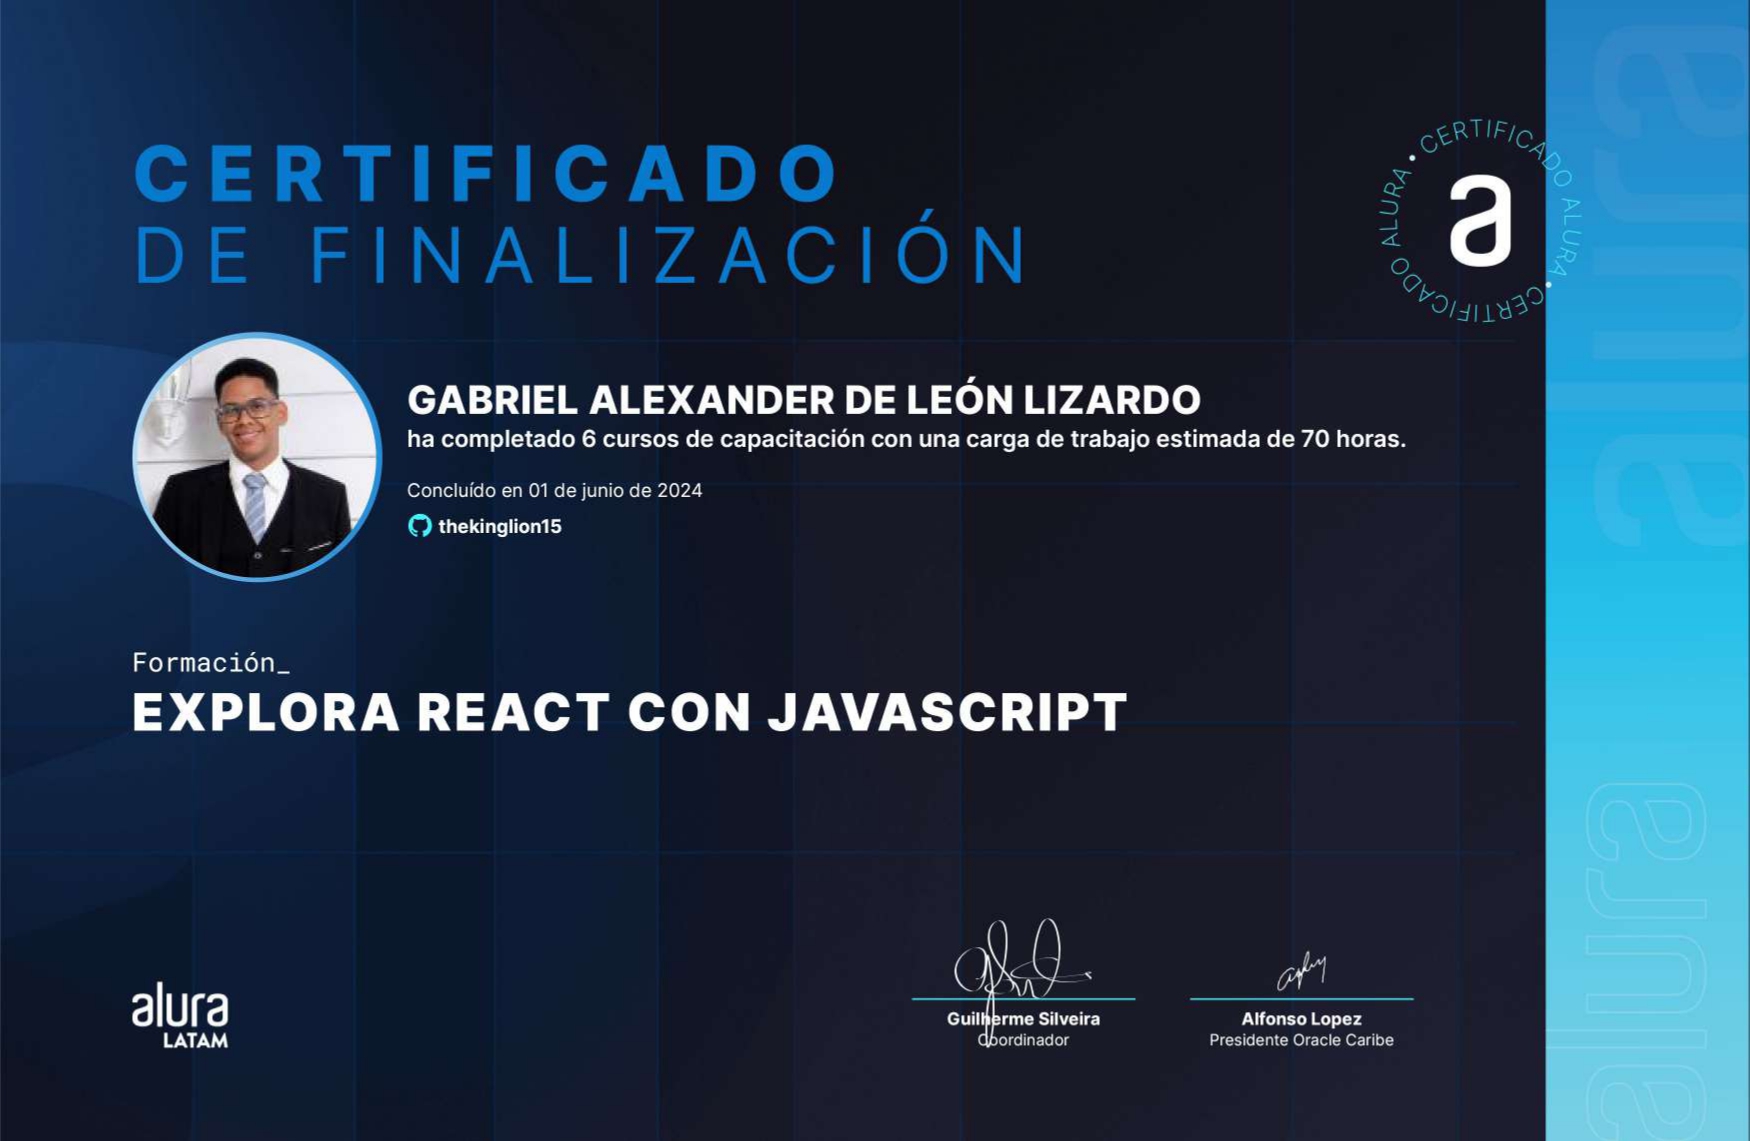 CERTIFICADO
DE FINALIZACIÓN
CERTIFICADO ALURA • CERTIFICADO ALURA •
a
GABRIEL ALEXANDER DE LEÓN LIZARDO
ha completado 6 cursos de capacitación con una carga de trabajo estimada de 70 horas.
Concluído en 01 de junio de 2024
thekinglion15
Formación_
EXPLORA REACT CON JAVASCRIPT
alura
LATAM
Guilherme Silveira
Coordinador
Alfonso Lopez
Presidente Oracle Caribe
alura
alura